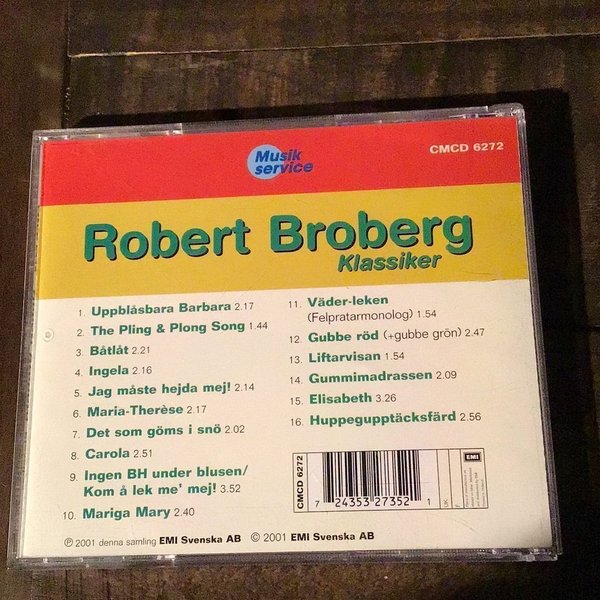 Musik
service
CMCD 6272
Robert Broberg
Klassiker
1. Uppblåsbara Barbara 2.17
2. The Pling & Plong Song 1.44
3. Båtlåt 2.21
4. Ingela 2.16
5. Jag måste hejda mej! 2.14
6. Maria-Therèse 2.17
7. Det som göms i snö 2.02
8. Carola 2.51
9. Ingen BH under blusen/
Kom å lek me' mej! 3.52
10. Mariga Mary 2.40
11. Väder-leken
(Felpratarmonolog) 1.54
12. Gubbe röd (+gubbe grön) 2.47
13. Liftarvisan 1.54
14. Gummimadrassen 2.09
15. Elisabeth 3.26
16. Huppegupptäcksfärd 2.56
CMCD 6272
7 24353 27352 1
UK
EMI
℗ 2001 denna samling EMI Svenska AB © 2001 EMI Svenska AB